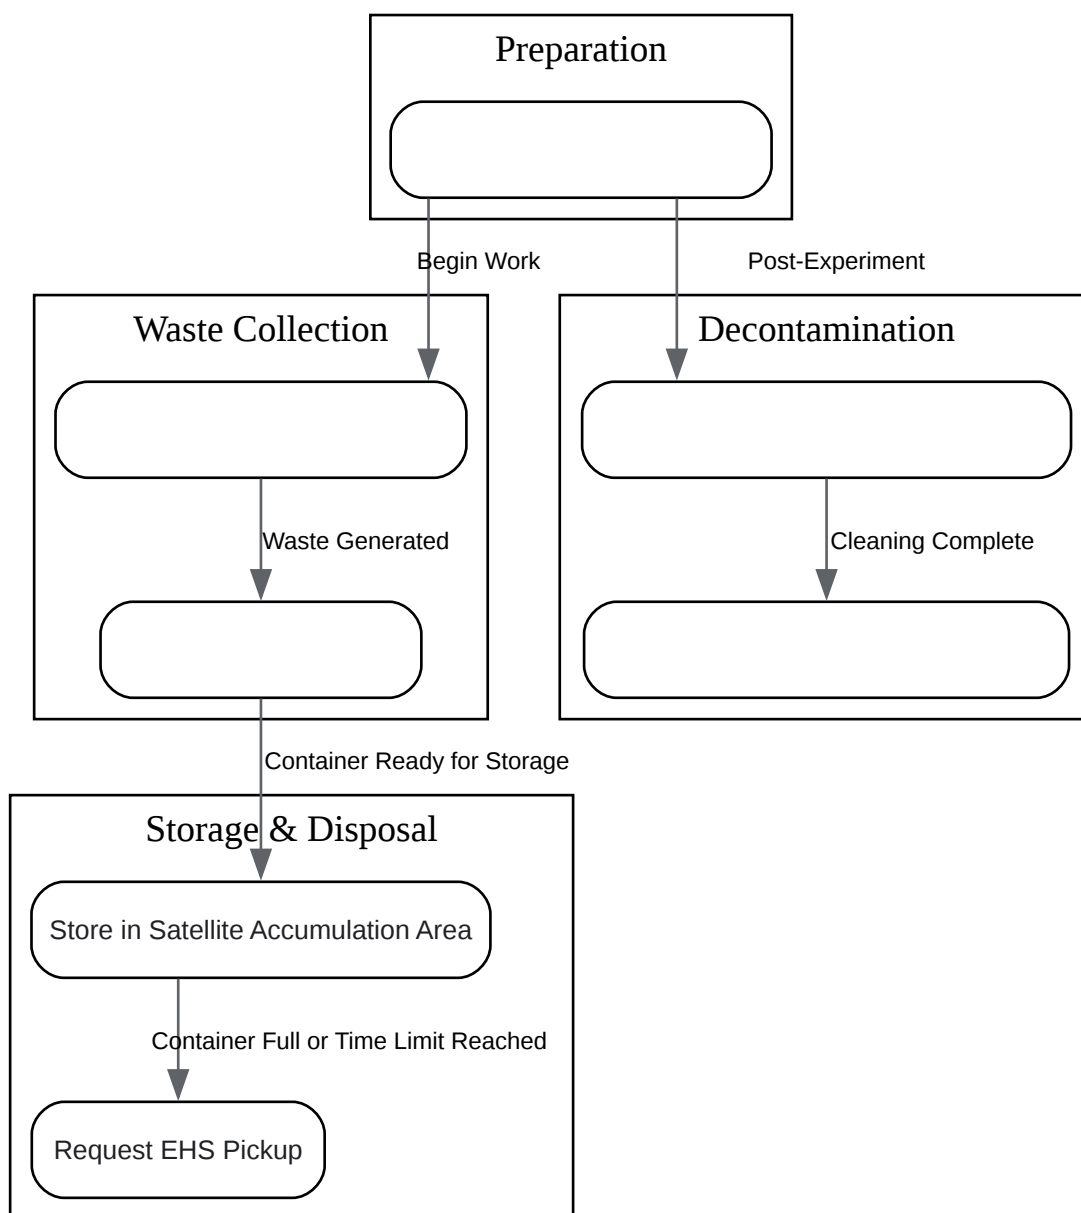 Preparation
Begin Work
Post-Experiment
Waste Collection
Decontamination
Waste Generated
Cleaning Complete
Container Ready for Storage
Storage & Disposal
Store in Satellite Accumulation Area
Container Full or Time Limit Reached
Request EHS Pickup